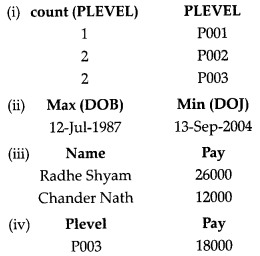 (i) count (PLEVEL) PLEVEL
1 P001
2 P002
2 P003
(ii) Max (DOB) Min (DOJ)
12-Jul-1987 13-Sep-2004
(iii) Name Pay
Radhe Shyam 26000
Chander Nath 12000
(iv) Plevel Pay
P003 18000